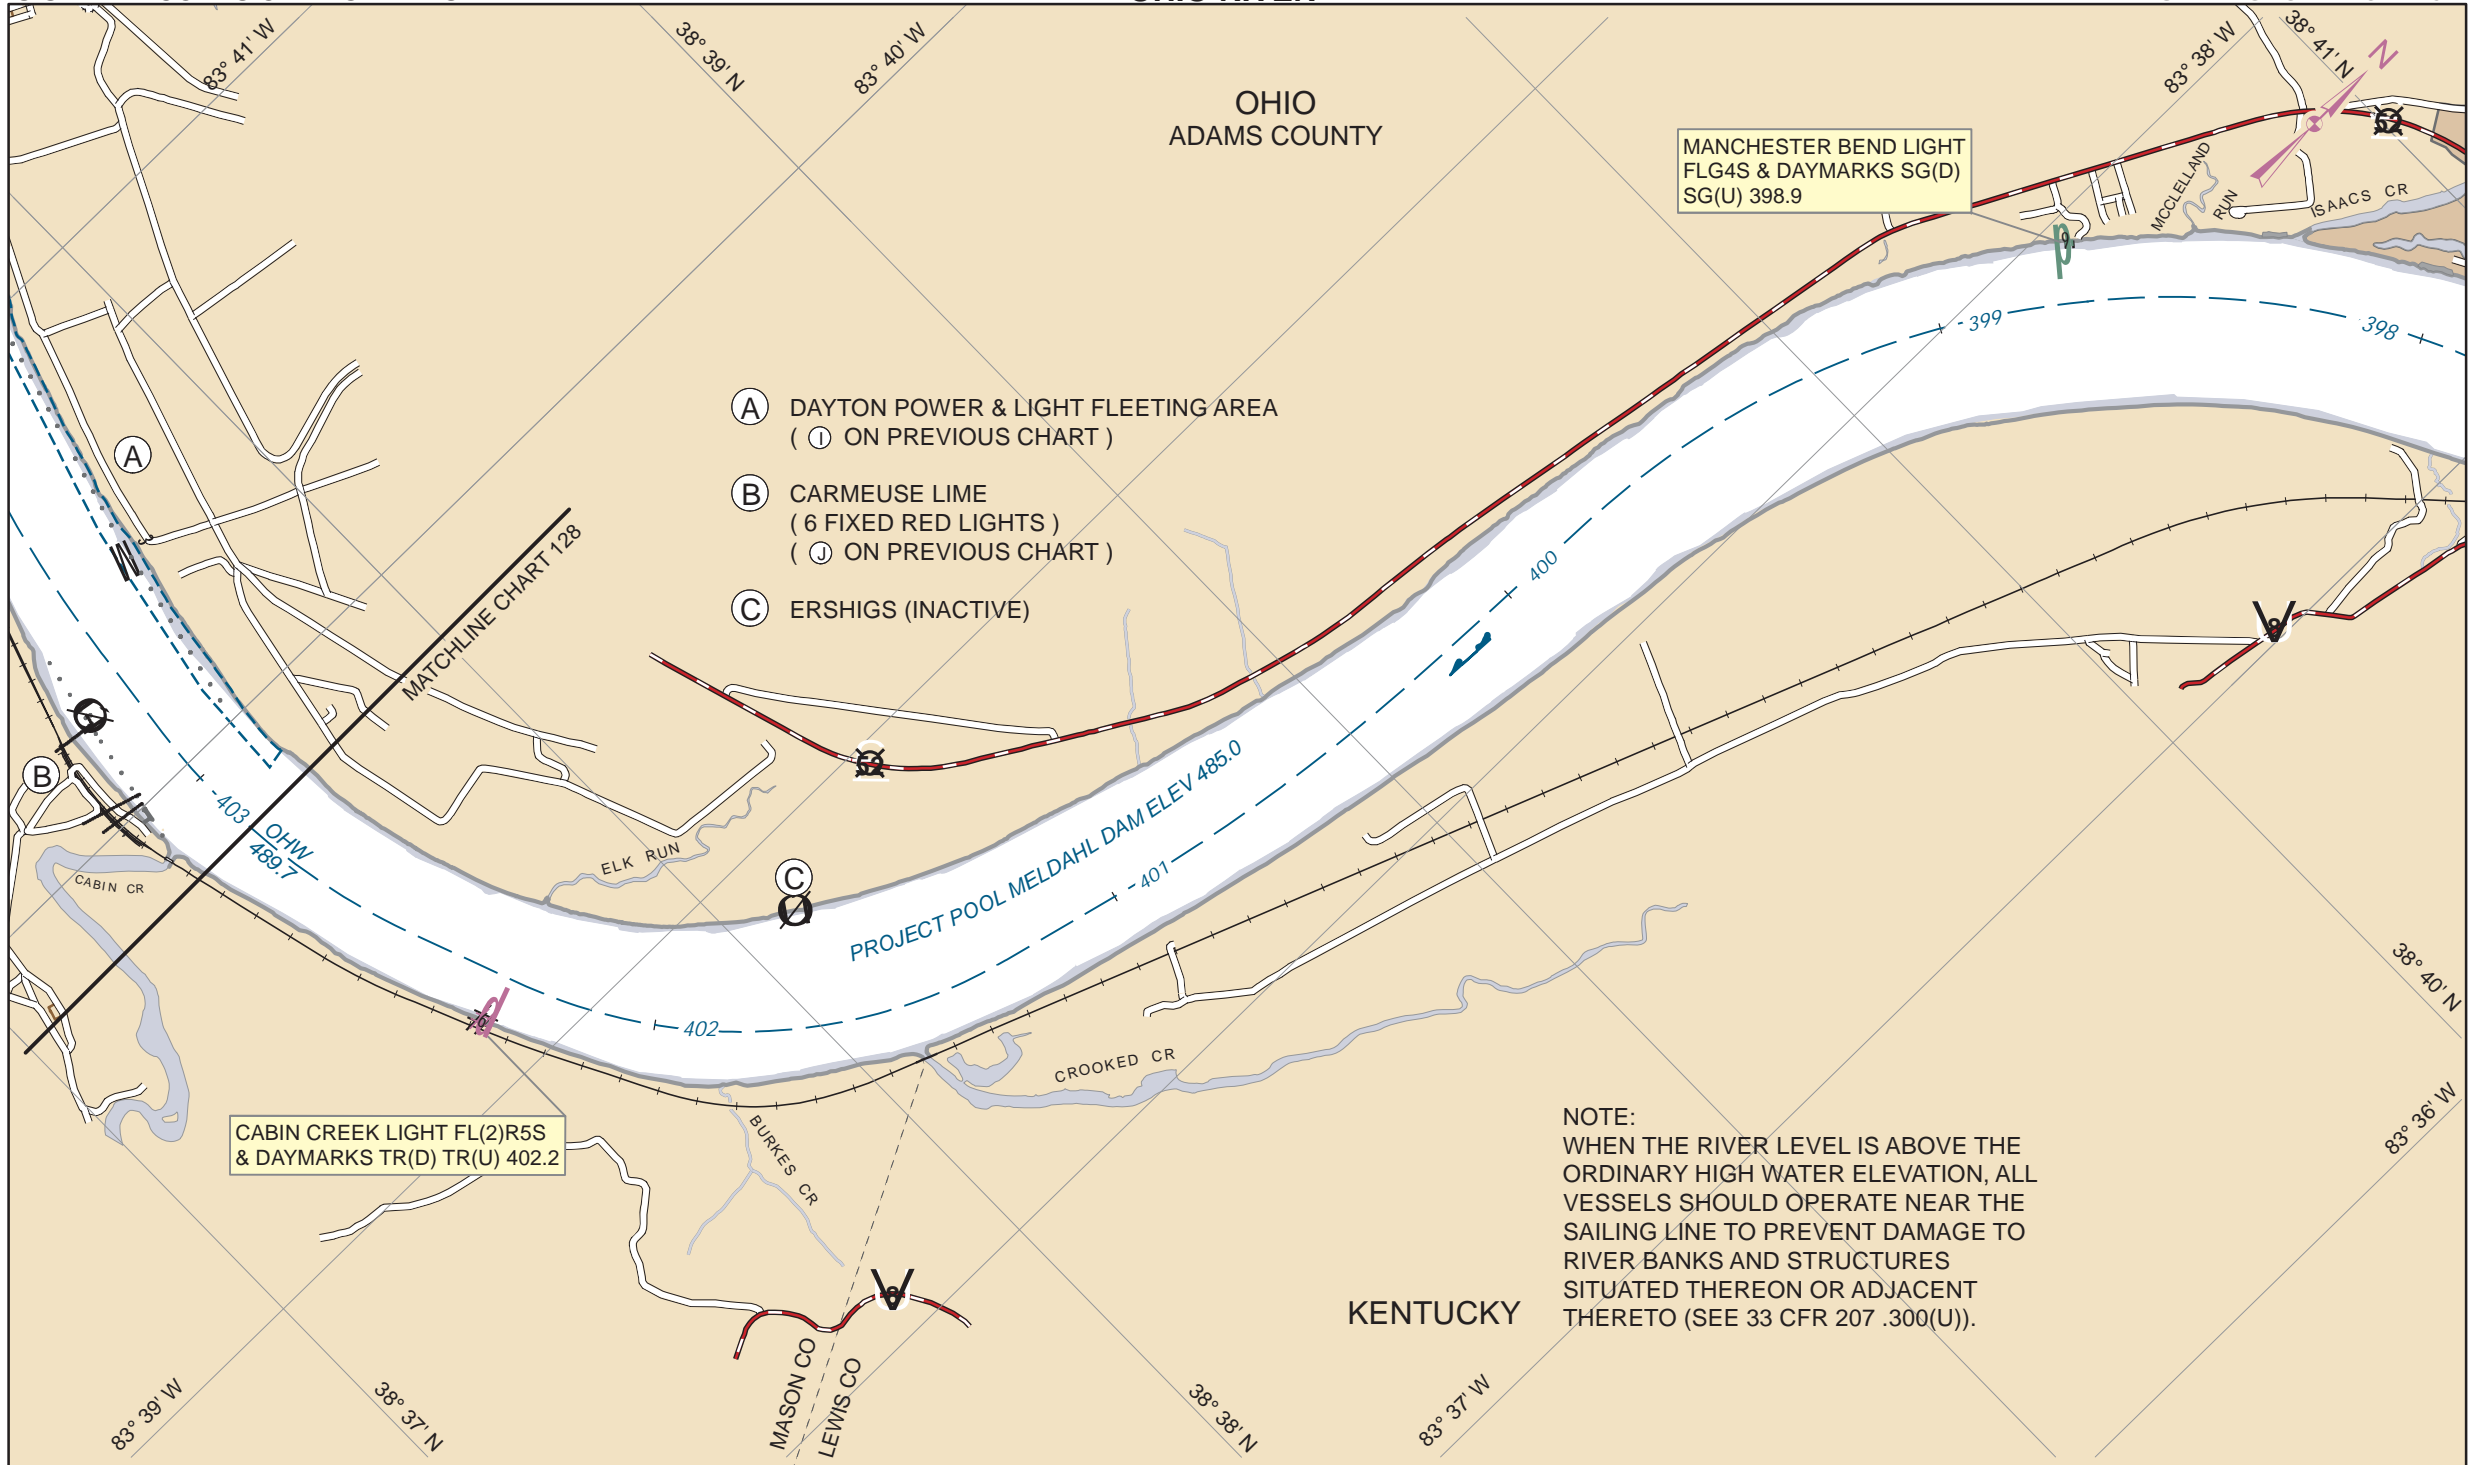 83° 41' W
38° 39' N
83° 40' W
83° 38' W
38° 41' N
N
OHIO
ADAMS COUNTY
52
MANCHESTER BEND LIGHT
FLG4S & DAYMARKS SG(D)
SG(U) 398.9
MCCLELLAND
RUN
ISAACS CR
399
398
A DAYTON POWER & LIGHT FLEETING AREA
( I ON PREVIOUS CHART )
B CARMEUSE LIME
( 6 FIXED RED LIGHTS )
( J ON PREVIOUS CHART )
C ERSHIGS (INACTIVE)
A
MATCHLINE CHART 128
400
8
52
B
403
OHW
489.7
CABIN CR
ELK RUN
C
PROJECT POOL MELDAHL DAM ELEV 485.0
401
402
38° 40' N
CROOKED CR
CABIN CREEK LIGHT FL(2)R5S
& DAYMARKS TR(D) TR(U) 402.2
BURKES CR
83° 36' W
NOTE:
WHEN THE RIVER LEVEL IS ABOVE THE
ORDINARY HIGH WATER ELEVATION, ALL
VESSELS SHOULD OPERATE NEAR THE
SAILING LINE TO PREVENT DAMAGE TO
RIVER BANKS AND STRUCTURES
SITUATED THEREON OR ADJACENT
THERETO (SEE 33 CFR 207 .300(U)).
8
KENTUCKY
MASON CO
LEWIS CO
83° 39' W
38° 37' N
38° 38' N
83° 37' W